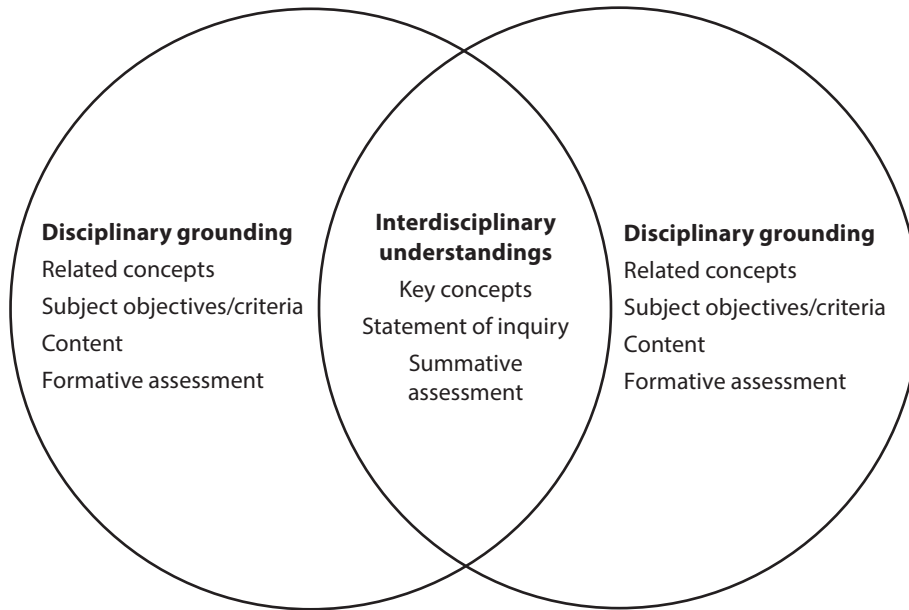 Disciplinary grounding
Related concepts
Subject objectives/criteria
Content
Formative assessment
Interdisciplinary
understandings
Key concepts
Statement of inquiry
Summative
assessment
Disciplinary grounding
Related concepts
Subject objectives/criteria
Content
Formative assessment